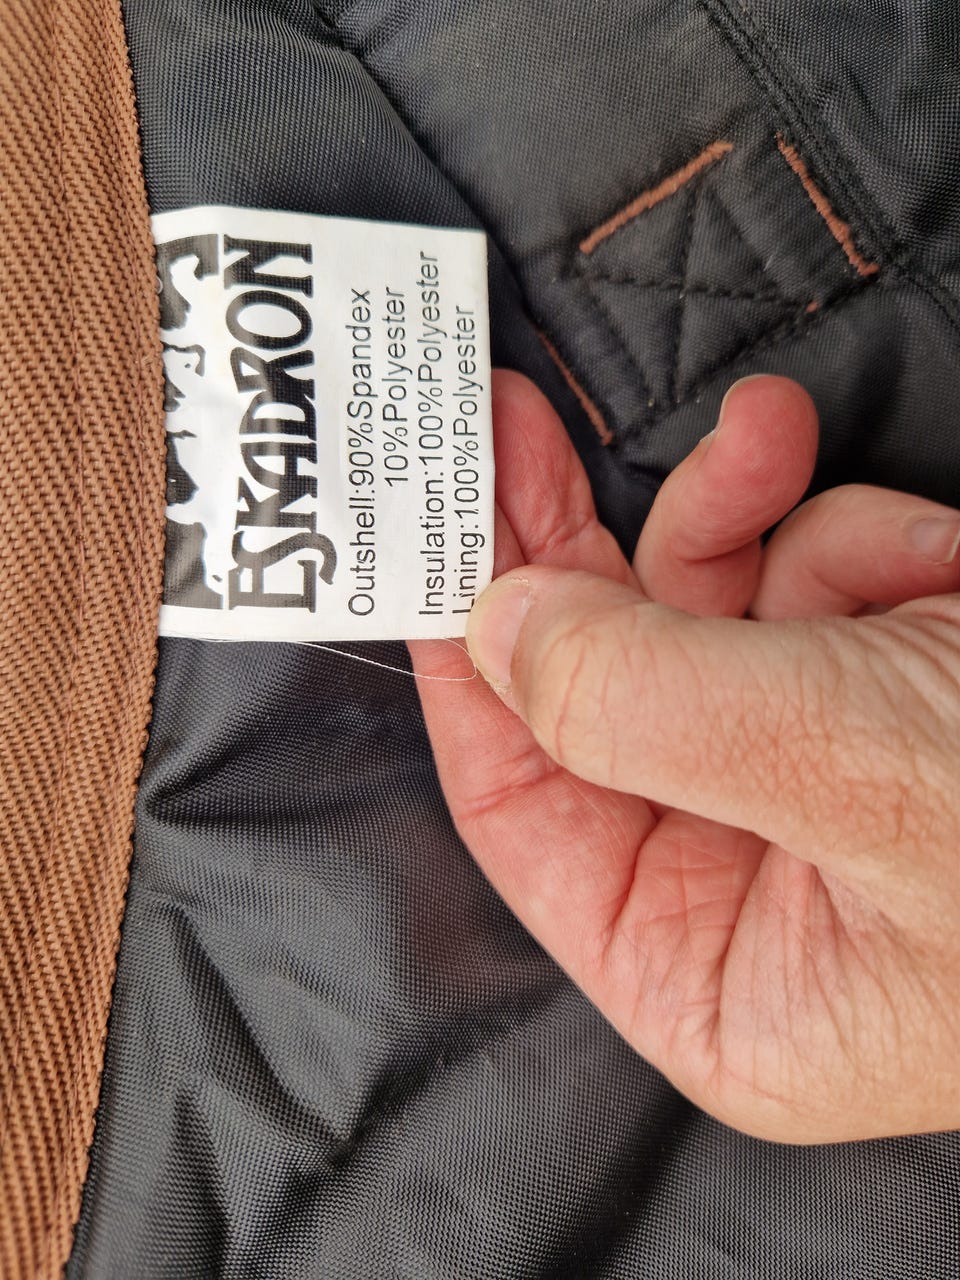 ESKADRON
Outshell:90%Spandex
10%Polyester
Insulation:100%Polyester
Lining:100%Polyester